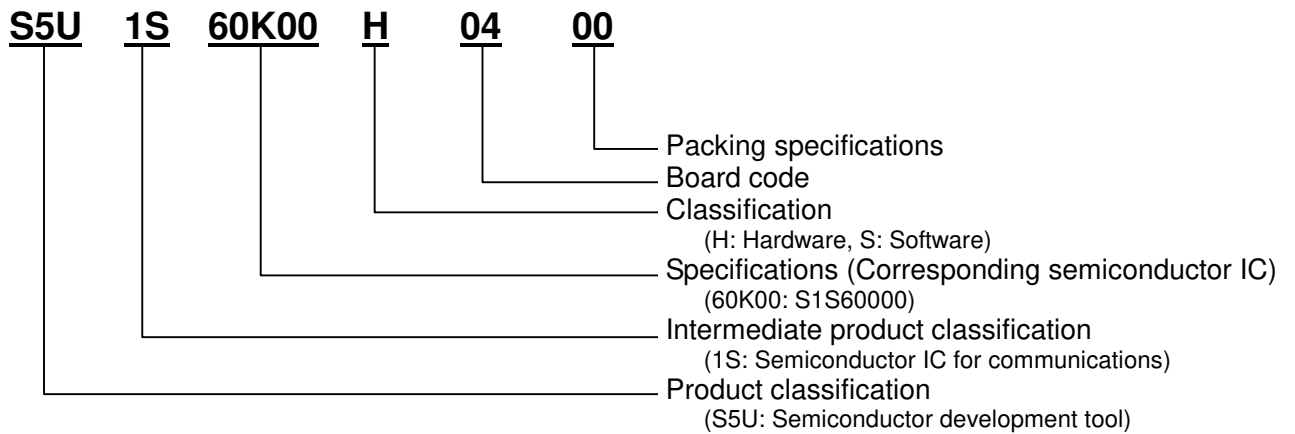 S5U 1S 60K00 H 04 00
Packing specifications
Board code
Classification
(H: Hardware, S: Software)
Specifications (Corresponding semiconductor IC)
(60K00: S1S60000)
Intermediate product classification
(1S: Semiconductor IC for communications)
Product classification
(S5U: Semiconductor development tool)